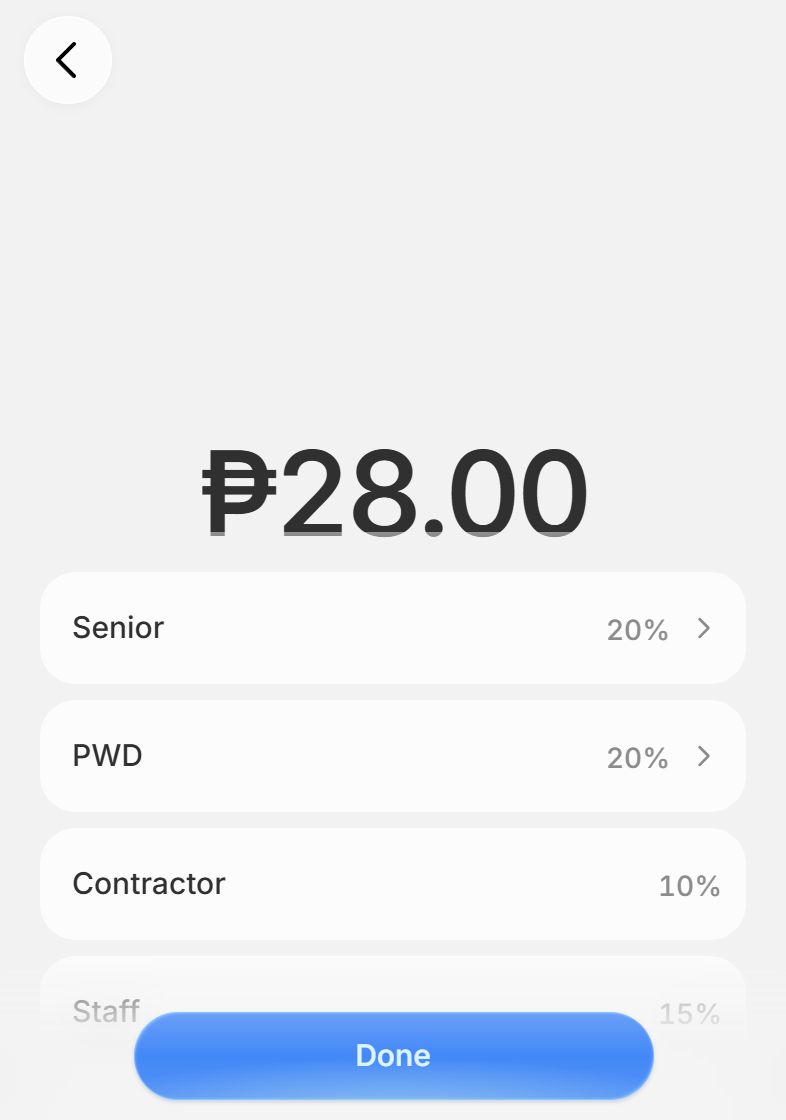 ₱28.00
Senior 20%
PWD 20%
Contractor 10%
Staff 15%
Done